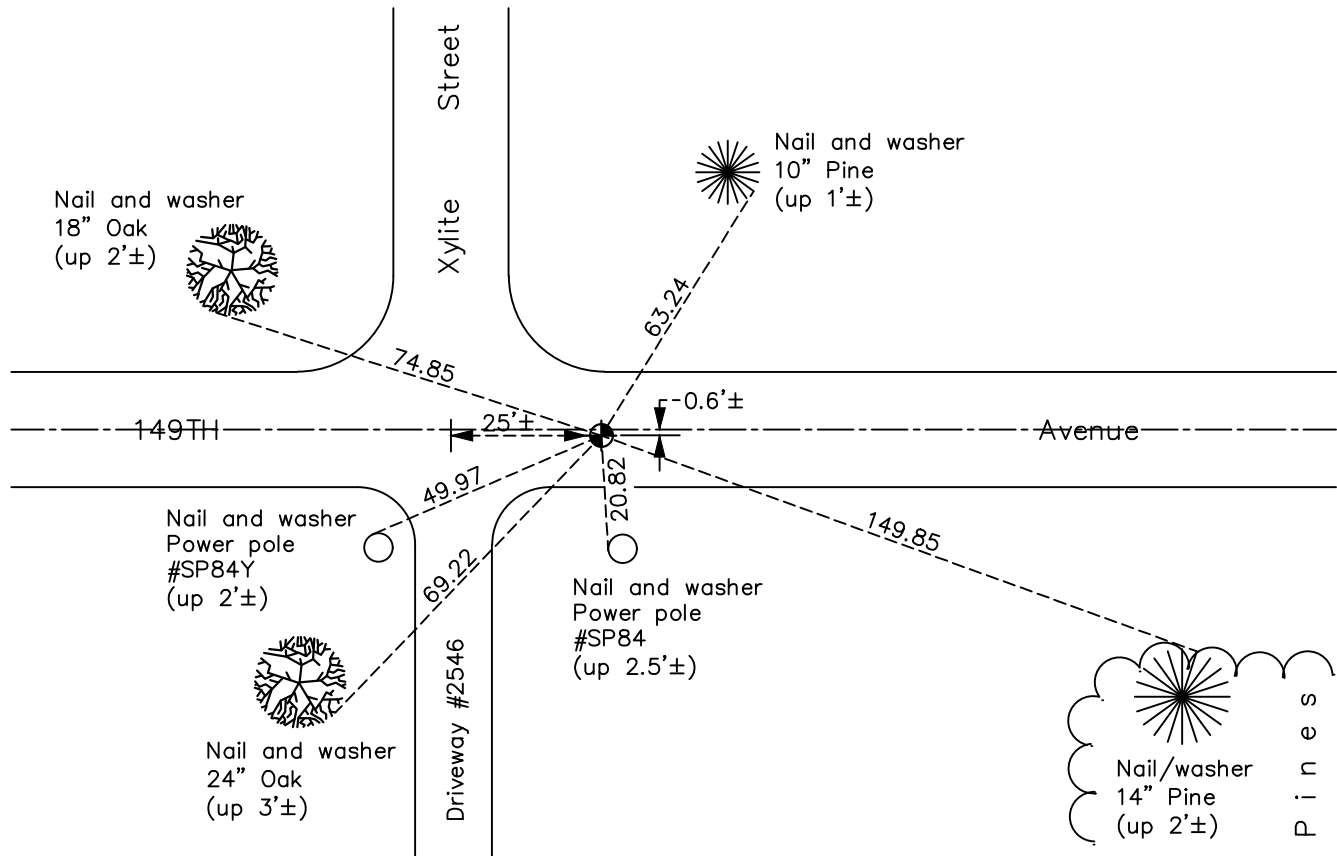 Xylite Street
Nail and washer
10” Pine
(up 1’±)
Nail and washer
18” Oak
(up 2’±)
63.24
74.85
0.6’±
25’±
149TH
Avenue
49.97
20.82
149.85
69.22
Nail and washer
Power pole
#SP84Y
(up 2’±)
Nail and washer
Power pole
#SP84
(up 2.5’±)
Driveway #2546
Nail and washer
24” Oak
(up 3’±)
Nail/washer
14” Pine
(up 2’±)
Pines